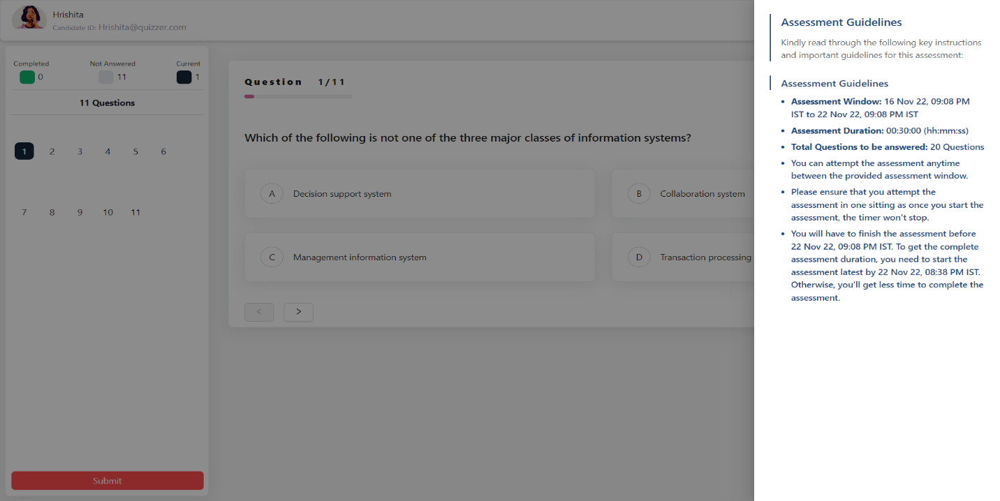 Hrishita
Candidate ID: Hrishita@quizzer.com
Completed
0
Not Answered
11
Current
1
11 Questions
1 2 3 4 5 6
7 8 9 10 11
Submit
Question 1/11
Which of the following is not one of the three major classes of information systems?
A Decision support system
B Collaboration system
C Management information system
D Transaction processing
< >
Assessment Guidelines
Kindly read through the following key instructions
and important guidelines for this assessment:
Assessment Guidelines
• Assessment Window: 16 Nov 22, 09:08 PM
IST to 22 Nov 22, 09:08 PM IST
• Assessment Duration: 00:30:00 (hh:mm:ss)
• Total Questions to be answered: 20 Questions
• You can attempt the assessment anytime
between the provided assessment window.
• Please ensure that you attempt the
assessment in one sitting as once you start the
assessment, the timer won’t stop.
• You will have to finish the assessment before
22 Nov 22, 09:08 PM IST. To get the complete
assessment duration, you need to start the
assessment latest by 22 Nov 22, 08:38 PM IST.
Otherwise, you’ll get less time to complete the
assessment.